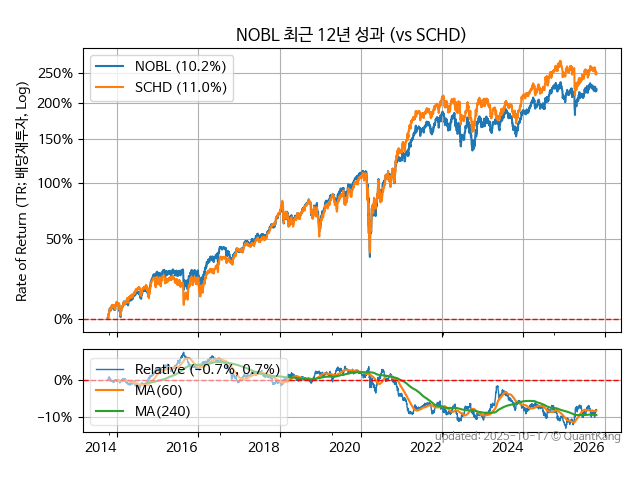 NOBL 최근 12년 성과 (vs SCHD)
Rate of Return (TR; 배당재투자, Log)
NOBL (10.2%)
SCHD (11.0%)
250%
200%
150%
100%
50%
0%
Relative (−0.7%, 0.7%)
MA(60)
MA(240)
0%
−10%
2014 2016 2018 2020 2022 2024 2026
updated: 2025-10-17 © QuantKang